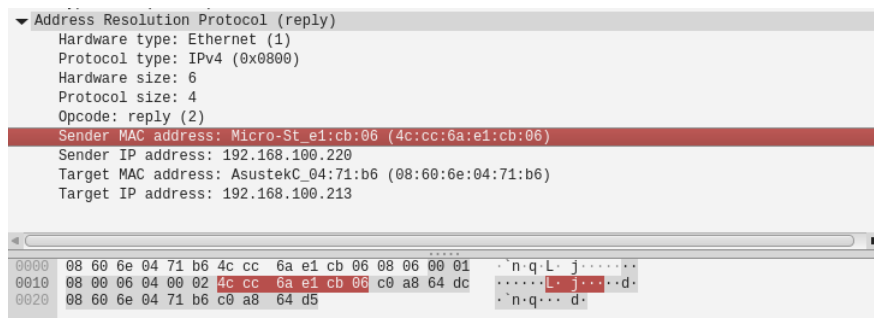 Address Resolution Protocol (reply)
Hardware type: Ethernet (1)
Protocol type: IPv4 (0x0800)
Hardware size: 6
Protocol size: 4
Opcode: reply (2)
Sender MAC address: Micro-St_e1:cb:06 (4c:cc:6a:e1:cb:06)
Sender IP address: 192.168.100.220
Target MAC address: AsustekC_04:71:b6 (08:60:6e:04:71:b6)
Target IP address: 192.168.100.213
0000 08 60 6e 04 71 b6 4c cc 6a e1 cb 06 08 06 00 01 ·`n·q·L· j·······
0010 08 00 06 04 00 02 4c cc 6a e1 cb 06 c0 a8 64 dc ······L· j·····d·
0020 08 60 6e 04 71 b6 c0 a8 64 d5 ·`n·q··· d·